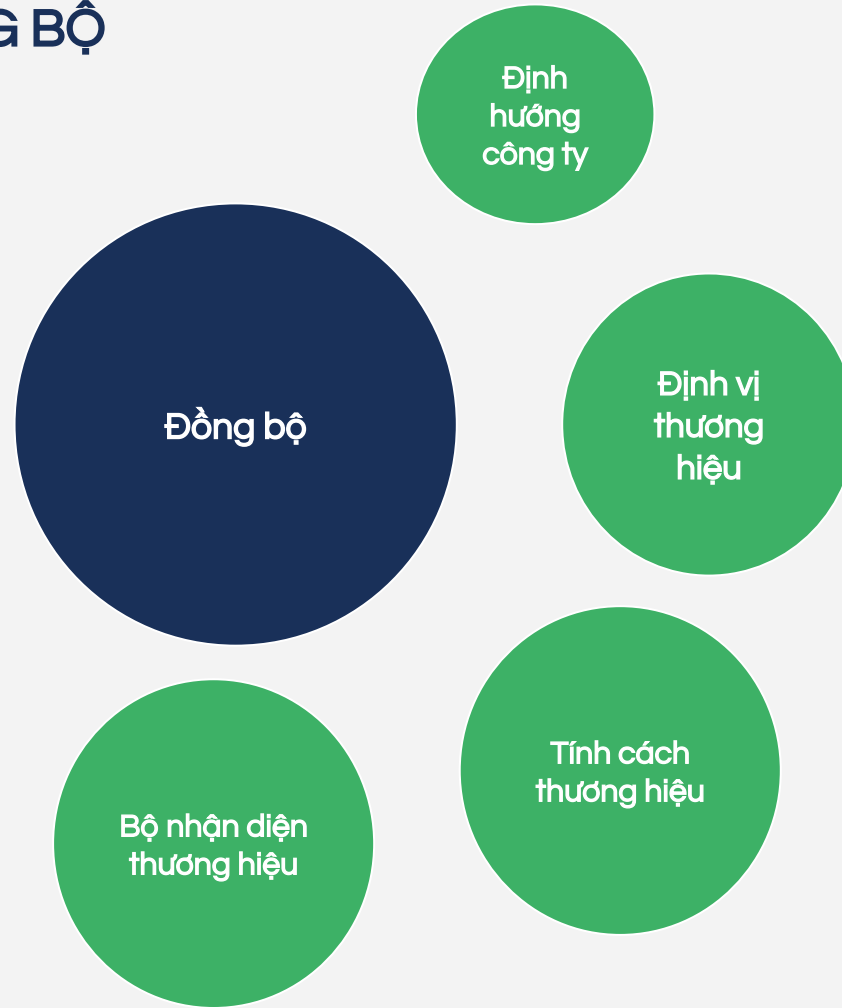 G BỘ
Định
hướng
công ty
Đồng bộ
Định vị
thương
hiệu
Tính cách
thương hiệu
Bộ nhận diện
thương hiệu